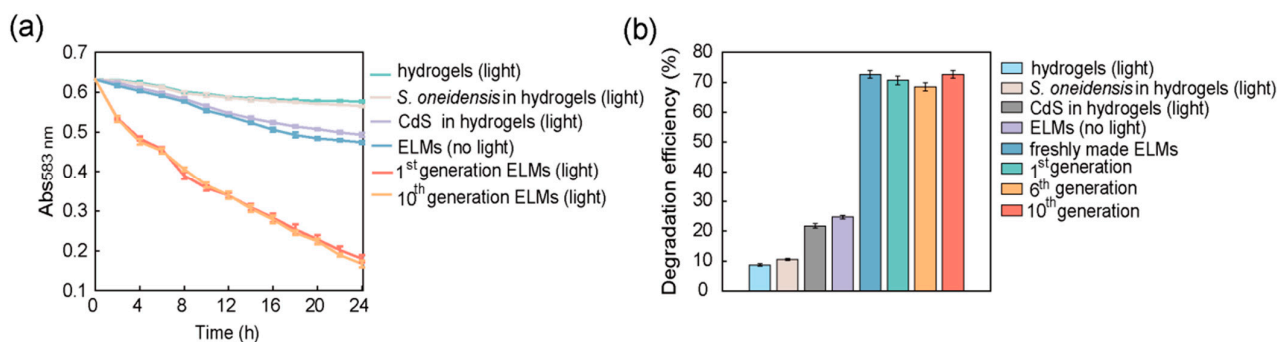 (a)
0.7
0.6
0.5
0.4
0.3
0.2
0.1
Abs583 nm
0 4 8 12 16 20 24
Time (h)
hydrogels (light)
S. oneidensis in hydrogels (light)
CdS in hydrogels (light)
ELMs (no light)
1st generation ELMs (light)
10th generation ELMs (light)
(b)
80
70
60
50
40
30
20
10
0
Degradation efficiency (%)
hydrogels (light)
S. oneidensis in hydrogels (light)
CdS in hydrogels (light)
ELMs (no light)
freshly made ELMs
1st generation
6th generation
10th generation